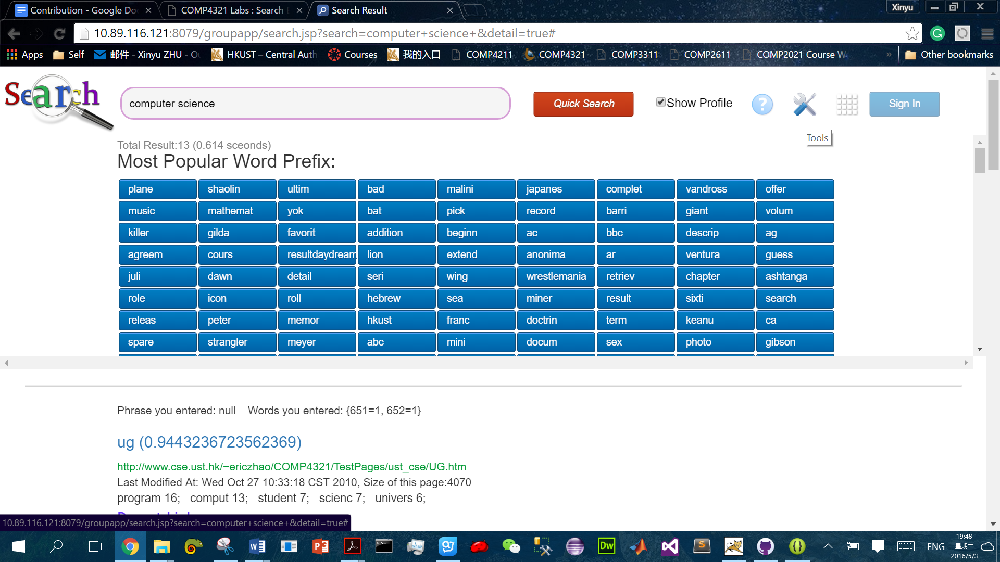 Contribution - Google Do
COMP4321 Labs : Search E
Search Result
Xinyu
10.89.116.121:8079/groupapp/search.jsp?search=computer+science+&detail=true#
Apps
Self
邮件 - Xinyu ZHU - Ou
HKUST – Central Auth
Courses
我的入口
COMP4211
COMP4321
COMP3311
COMP2611
COMP2021 Course W
»
Other bookmarks
Search
computer science
Quick Search
Show Profile
?
Sign In
Tools
Total Result:13 (0.614 sceonds)
Most Popular Word Prefix:
plane shaolin ultim bad malini japanes complet vandross offer
music mathemat yok bat pick record barri giant volum
killer gilda favorit addition beginn ac bbc descrip ag
agreem cours resultdaydream lion extend anonima ar ventura guess
juli dawn detail seri wing wrestlemania retriev chapter ashtanga
role icon roll hebrew sea miner result sixti search
releas peter memor hkust franc doctrin term keanu ca
spare strangler meyer abc mini docum sex photo gibson
Phrase you entered: null Words you entered: {651=1, 652=1}
ug (0.9443236723562369)
http://www.cse.ust.hk/~ericzhao/COMP4321/TestPages/ust_cse/UG.htm
Last Modified At: Wed Oct 27 10:33:18 CST 2010, Size of this page:4070
program 16; comput 13; student 7; scienc 7; univers 6;
10.89.116.121:8079/groupapp/search.jsp?search=computer+science+&detail=true#
Dw
ENG
19:48
星期二
2016/5/3